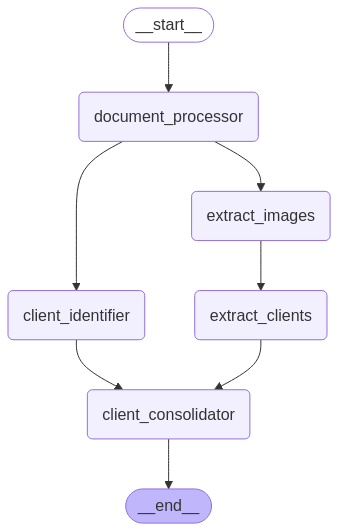 __start__
document_processor
extract_images
client_identifier
extract_clients
client_consolidator
__end__